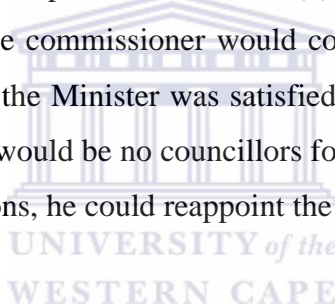 e commissioner would co
the Minister was satisfied
would be no councillors fo
ns, he could reappoint the
UNIVERSITY of the
WESTERN CAPE